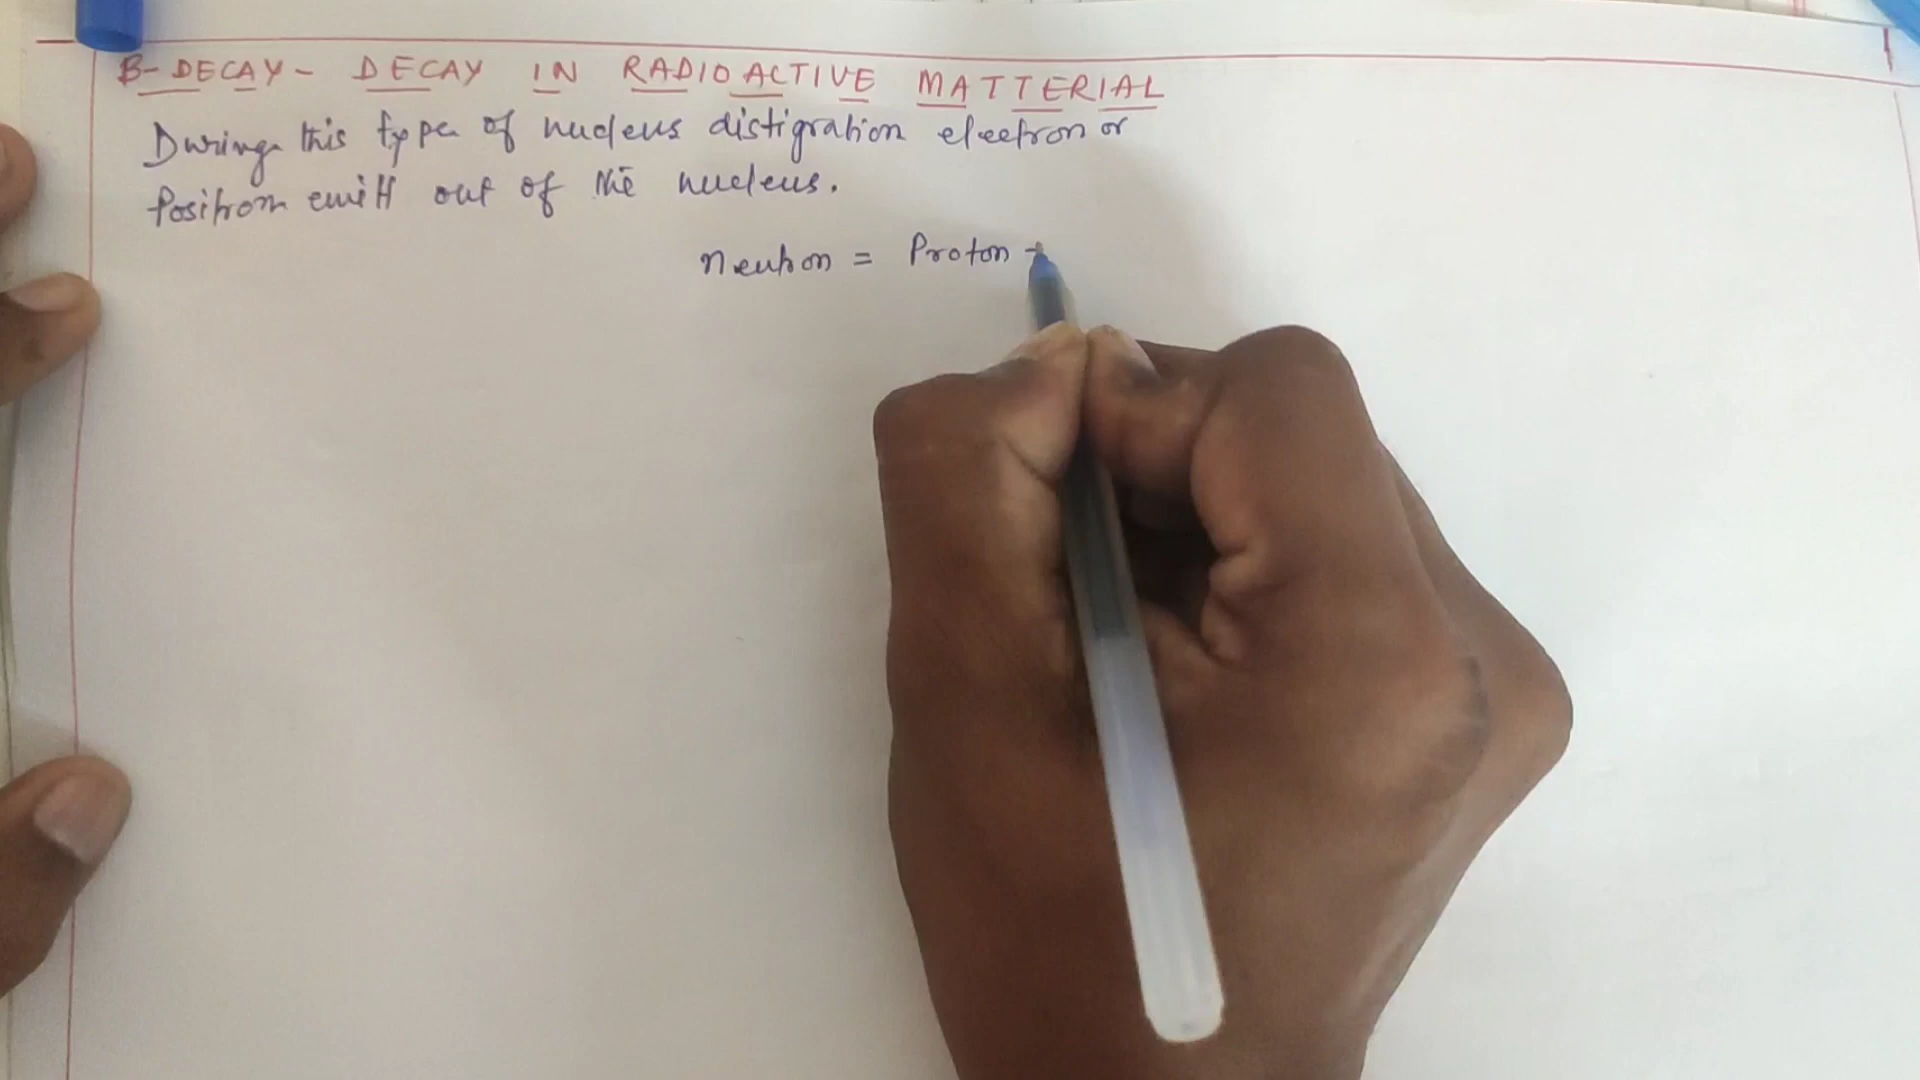 B-DECAY- DECAY IN RADIOACTIVE MATTERIAL
During this type of nucleus distigration electron or
Positrom emitt out of the nucleus.
neutron = Proton +